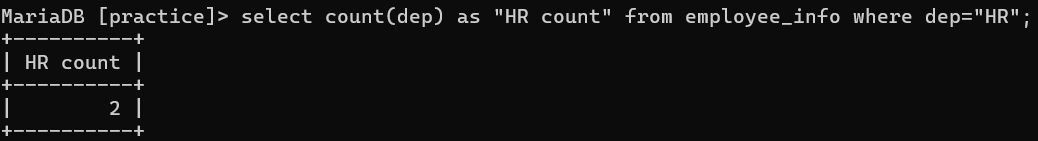 MariaDB [practice]> select count(dep) as "HR count" from employee_info where dep="HR";
+----------+
| HR count |
+----------+
|        2 |
+----------+